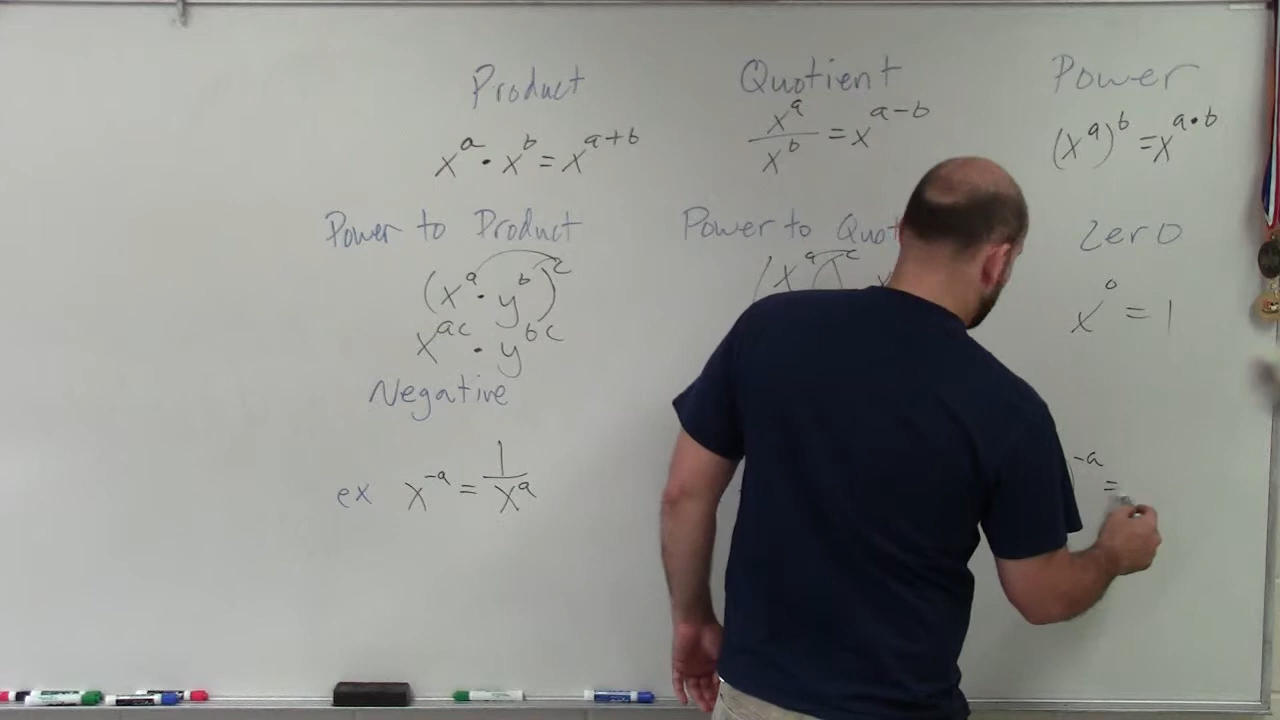 Product Quotient Power
x^a · x^b = x^{a+b} x^a / x^b = x^{a-b} (x^a)^b = x^{a·b}
Power to Product Power to Quot Zero
(x^a · y^b)^c (x^a x^0 = 1
x^{ac} · y^{bc}
Negative
ex x^{-a} = 1 / x^a )^{-a} =